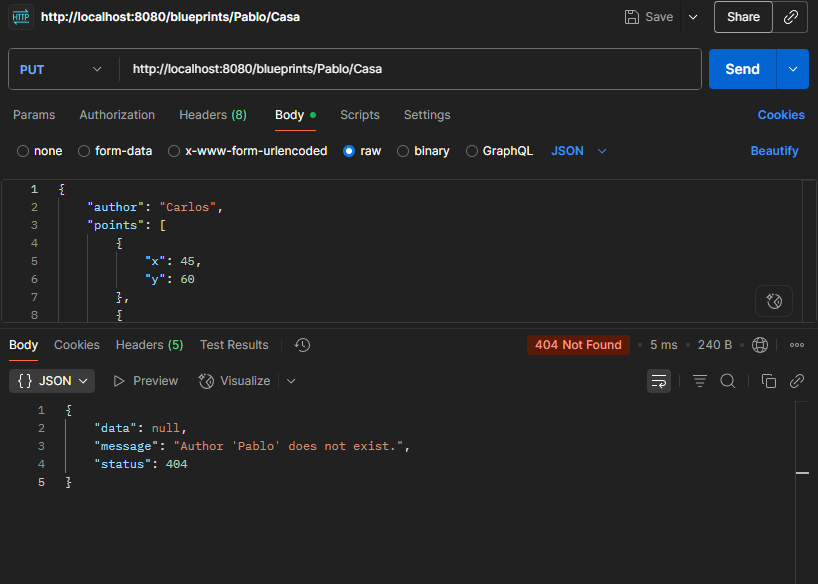 HTTP http://localhost:8080/blueprints/Pablo/Casa Save Share
PUT http://localhost:8080/blueprints/Pablo/Casa Send
Params Authorization Headers (8) Body Scripts Settings Cookies
none form-data x-www-form-urlencoded raw binary GraphQL JSON Beautify
1 {
2 "author": "Carlos",
3 "points": [
4 {
5 "x": 45,
6 "y": 60
7 },
8 {
Body Cookies Headers (5) Test Results 404 Not Found 5 ms 240 B
{} JSON Preview Visualize
1 {
2 "data": null,
3 "message": "Author 'Pablo' does not exist.",
4 "status": 404
5 }